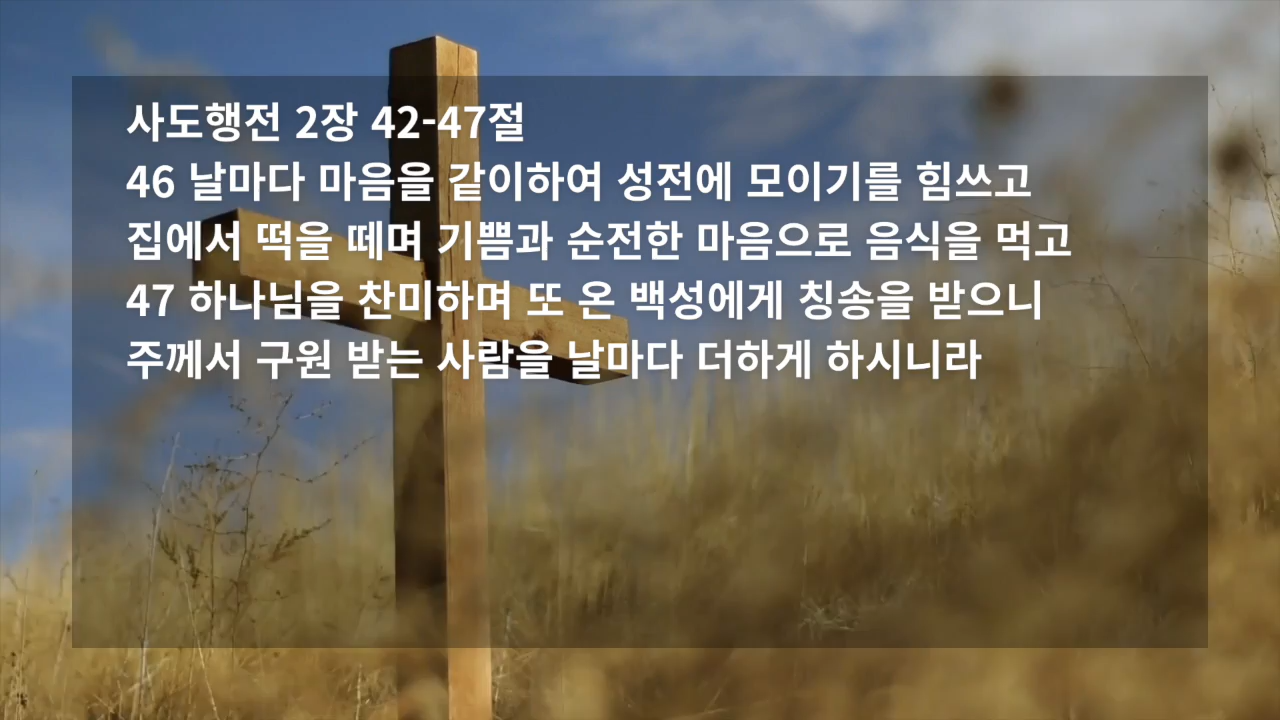 사도행전 2장 42-47절
46 날마다 마음을 같이하여 성전에 모이기를 힘쓰고
집에서 떡을 떼며 기쁨과 순전한 마음으로 음식을 먹고
47 하나님을 찬미하며 또 온 백성에게 칭송을 받으니
주께서 구원 받는 사람을 날마다 더하게 하시니라